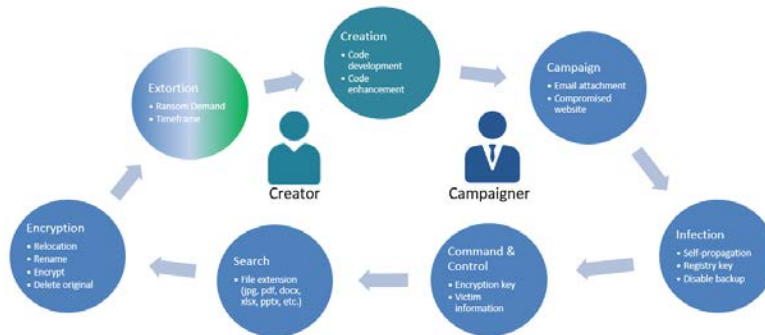 Creation
• Code
development
• Code
enhancement
Campaign
• Email attachment
• Compromised
website
Infection
• Self-propagation
• Registry key
• Disable backup
Command &
Control
• Encryption key
• Victim
information
Search
• File extension
(jpg, pdf, docx,
xlsx, pptx, etc.)
Encryption
• Relocation
• Rename
• Encrypt
• Delete original
Extortion
• Ransom Demand
• Timeframe
Creator
Campaigner